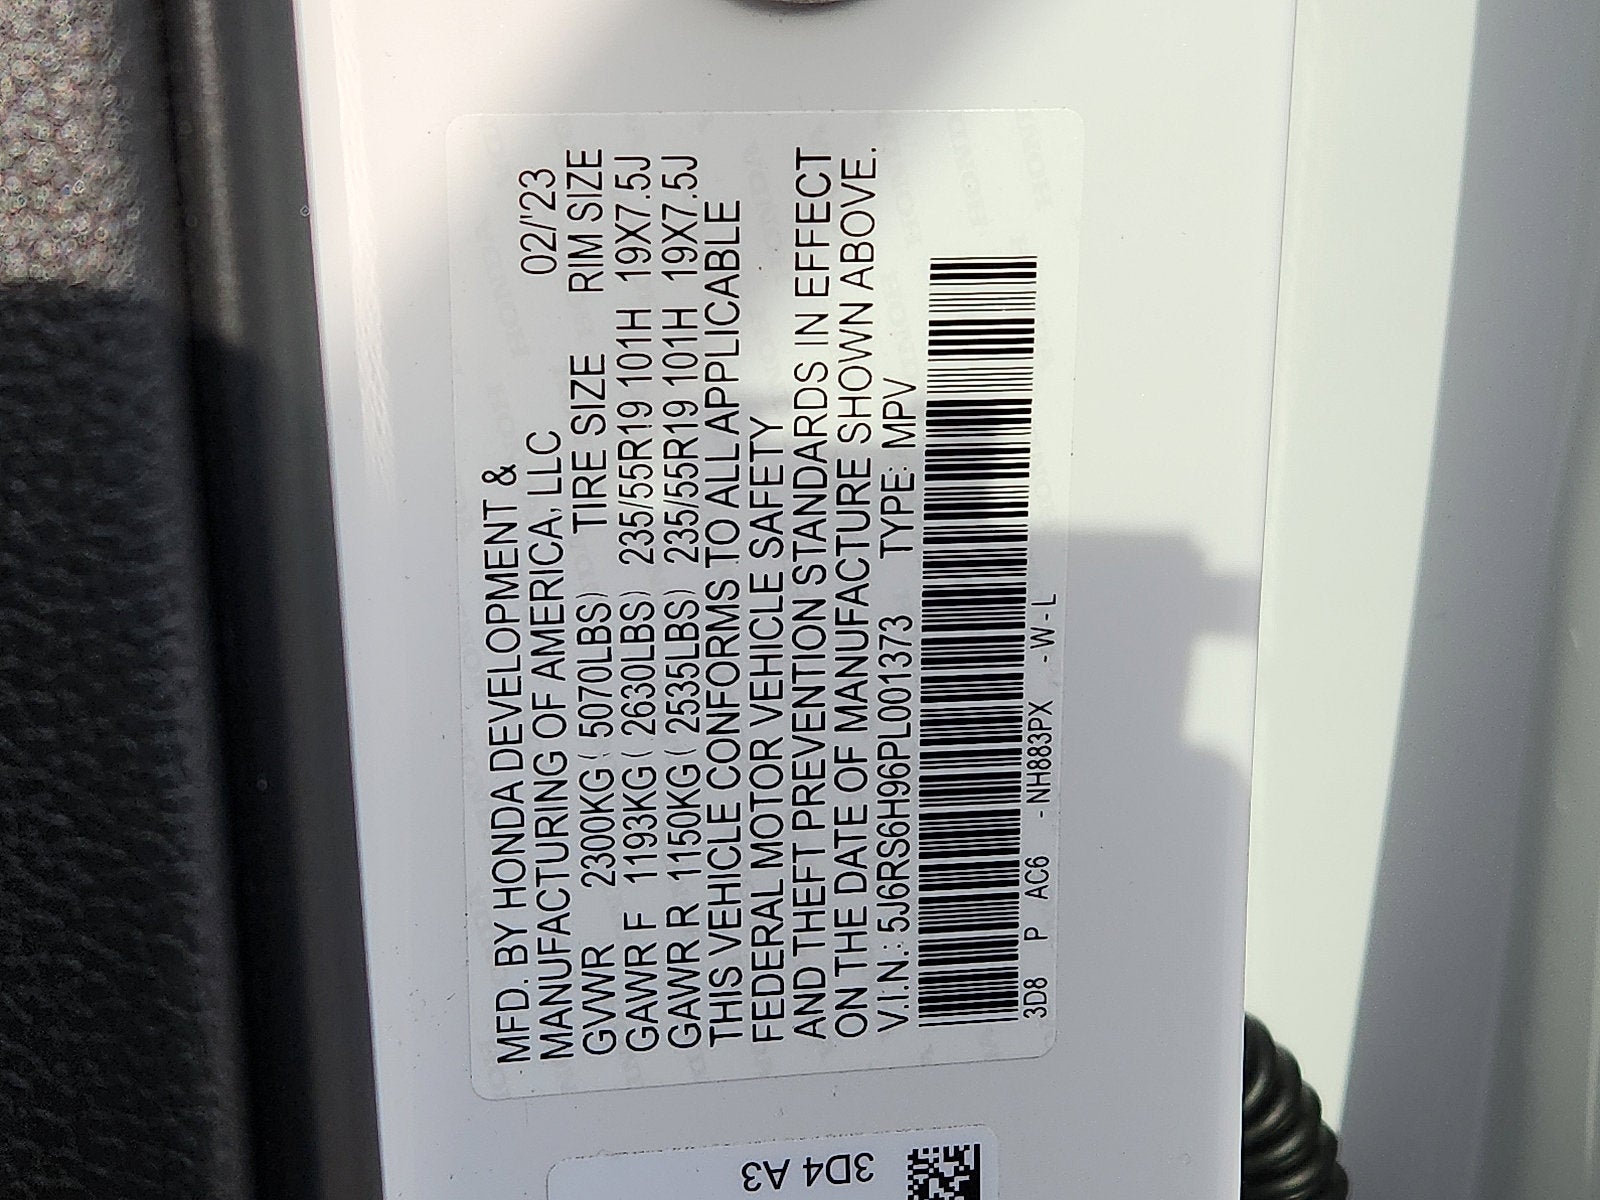 MFD. BY HONDA DEVELOPMENT &
MANUFACTURING OF AMERICA, LLC 02/'23
GVWR 2300KG ( 5070LBS) TIRE SIZE RIM SIZE
GAWR F 1193KG ( 2630LBS) 235/55R19 101H 19X7.5J
GAWR R 1150KG ( 2535LBS) 235/55R19 101H 19X7.5J
THIS VEHICLE CONFORMS TO ALL APPLICABLE
FEDERAL MOTOR VEHICLE SAFETY
AND THEFT PREVENTION STANDARDS IN EFFECT
ON THE DATE OF MANUFACTURE SHOWN ABOVE.
V.I.N.: 5J6RS6H96PL001373 TYPE: MPV
3D8 P AC6 - NH883PX - W - L
3D4 A3